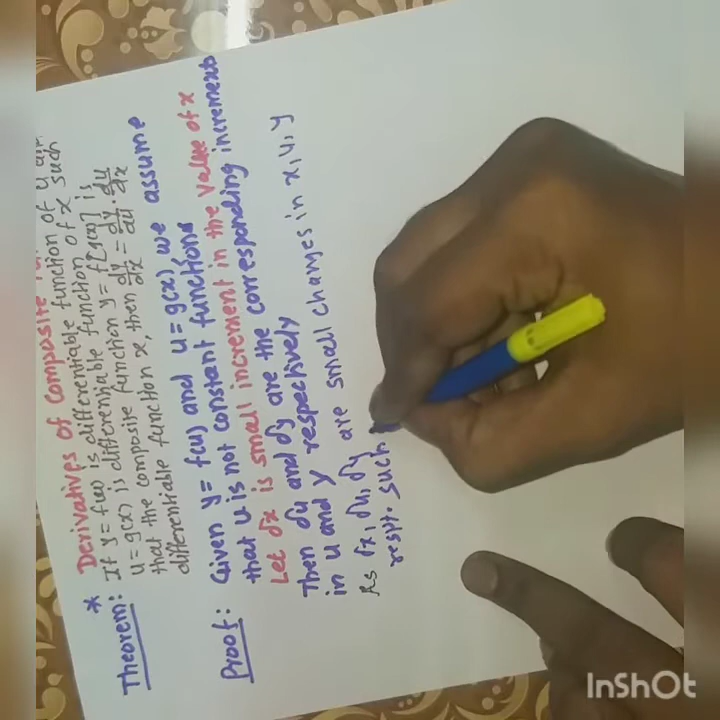 * Derivatives of Composite
Theorem: If y = f(u) is differentiable function of u and
u = g(x) is differentiable function of x such
that the composite function y = f[g(x)] is
differentiable function x, then dy/dx = dy/du . du/dx
Proof: Given y = f(u) and u = g(x) we assume
that u is not constant functions
Let δx is small increment in the value of x
Then δu and δy are the corresponding increments
in u and y respectively
As δx, δu, δy are small changes in x, u, y
resp. such
InShOt